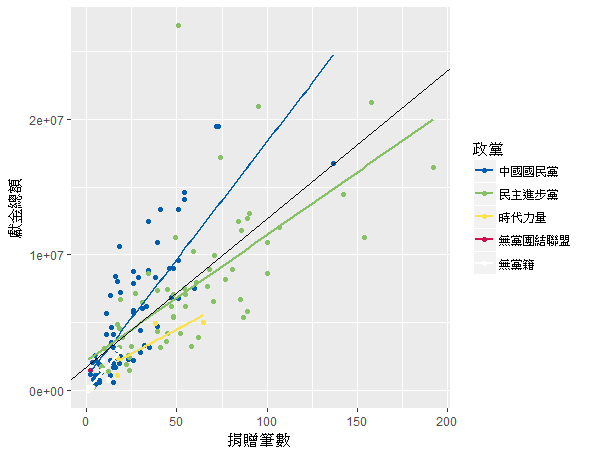 獻金總額
2e+07
1e+07
0e+00
0
50
100
150
200
捐贈筆數
政黨
中國國民黨
民主進步黨
時代力量
無黨團結聯盟
無黨籍